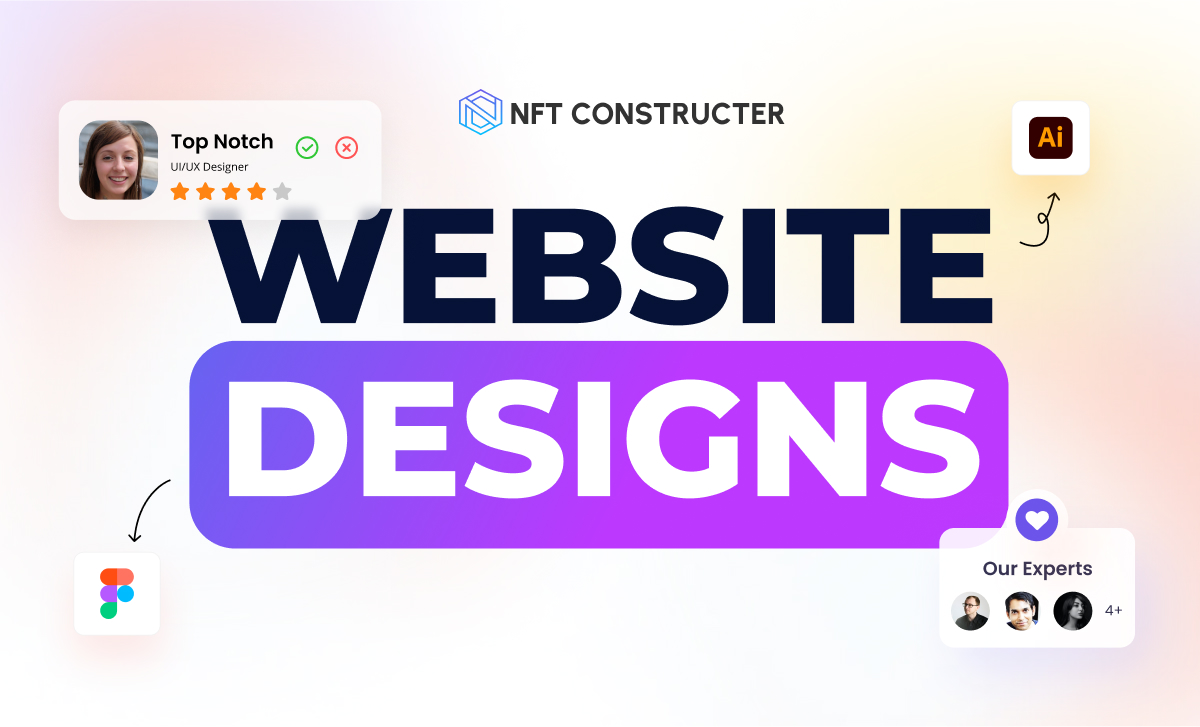 NFT CONSTRUCTER
Top Notch
UI/UX Designer
Ai
WEBSITE
DESIGNS
Our Experts
4+